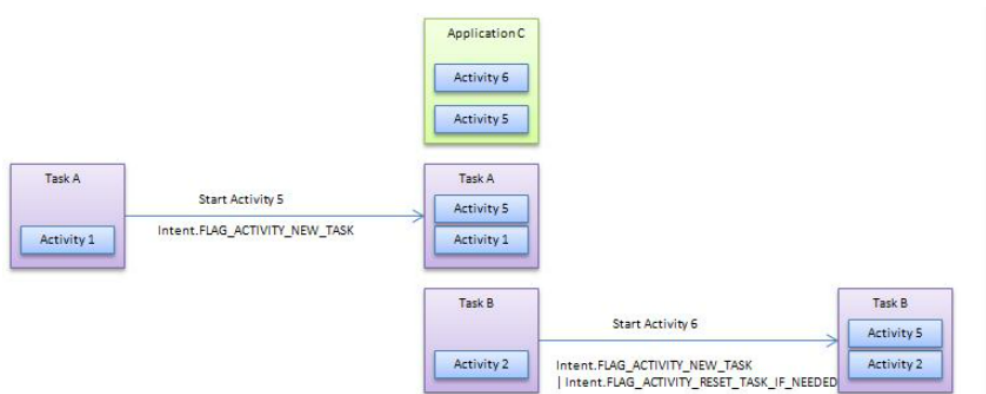 Application C
Activity 6
Activity 5
Task A
Activity 1
Start Activity 5
Intent.FLAG_ACTIVITY_NEW_TASK
Task A
Activity 5
Activity 1
Task B
Activity 2
Start Activity 6
Intent.FLAG_ACTIVITY_NEW_TASK
| Intent.FLAG_ACTIVITY_RESET_TASK_IF_NEEDED
Task B
Activity 5
Activity 2